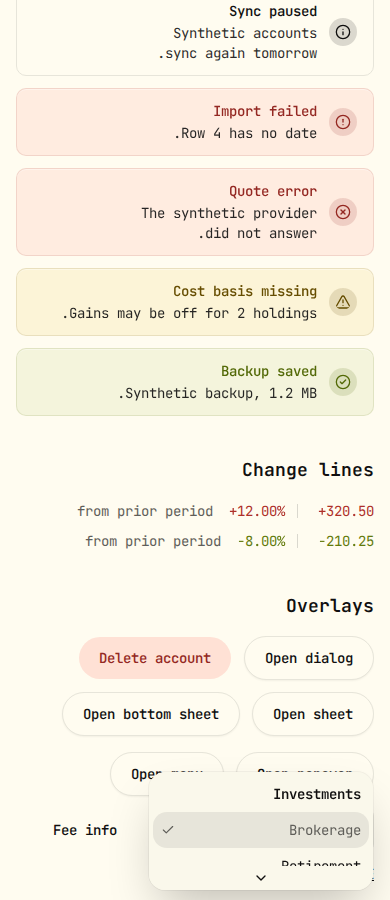 Sync paused
Synthetic accounts
sync again tomorrow.
Import failed
Row 4 has no date.
Quote error
The synthetic provider
did not answer.
Cost basis missing
Gains may be off for 2 holdings.
Backup saved
Synthetic backup, 1.2 MB.
Change lines
+320.50 +12.00% from prior period
-210.25 -8.00% from prior period
Overlays
Open dialog Delete account
Open sheet Open bottom sheet
Investments
Fee info
Brokerage